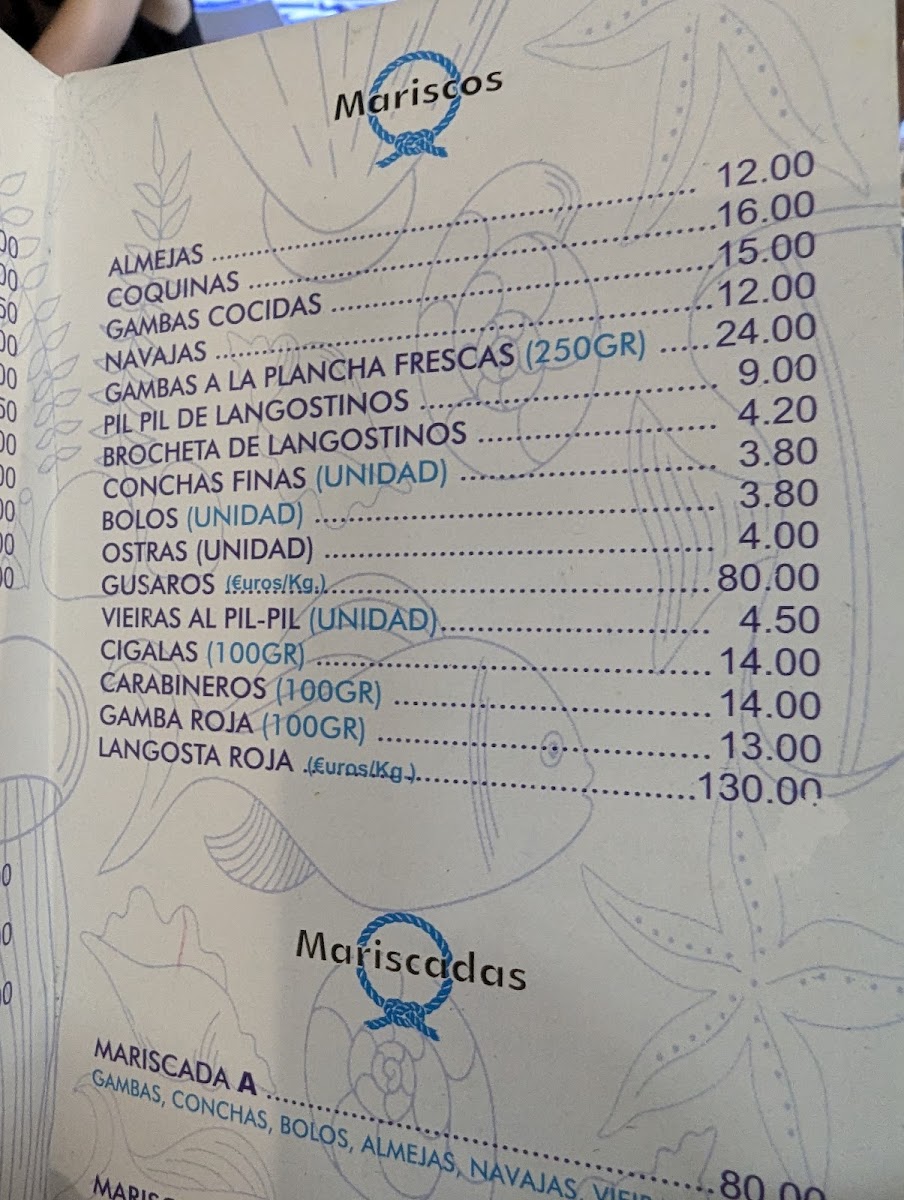 Mariscos
ALMEJAS ........ 12.00
COQUINAS ........ 16.00
GAMBAS COCIDAS ........ 15.00
NAVAJAS ........ 12.00
GAMBAS A LA PLANCHA FRESCAS (250GR) ..... 24.00
PIL PIL DE LANGOSTINOS ........ 9.00
BROCHETA DE LANGOSTINOS ........ 4.20
CONCHAS FINAS (UNIDAD) ........ 3.80
BOLOS (UNIDAD) ........ 3.80
OSTRAS (UNIDAD) ........ 4.00
GUSAROS (€uros/Kg.) ........ 80.00
VIEIRAS AL PIL-PIL (UNIDAD) ........ 4.50
CIGALAS (100GR) ........ 14.00
CARABINEROS (100GR) ........ 14.00
GAMBA ROJA (100GR) ........ 13.00
LANGOSTA ROJA (€uros/Kg.) ........ 130.00
Mariscadas
MARISCADA A ........ 80.00
GAMBAS, CONCHAS, BOLOS, ALMEJAS, NAVAJAS,